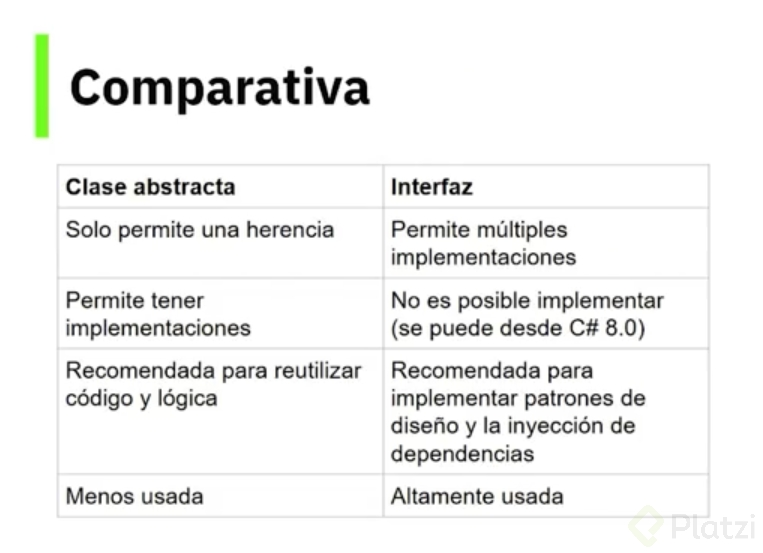 Comparativa
Clase abstracta
Interfaz
Solo permite una herencia
Permite múltiples
implementaciones
Permite tener
implementaciones
No es posible implementar
(se puede desde C# 8.0)
Recomendada para reutilizar
código y lógica
Recomendada para
implementar patrones de
diseño y la inyección de
dependencias
Menos usada
Altamente usada
Platzi